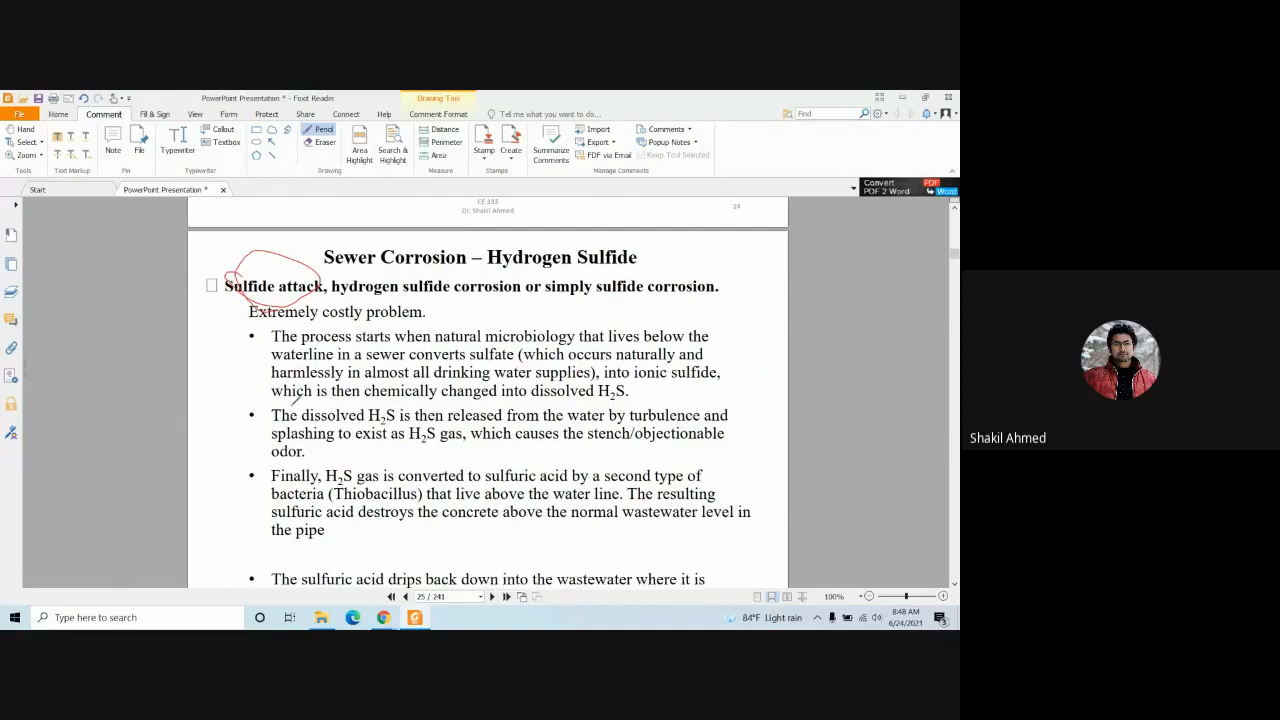 PowerPoint Presentation * - Foxit Reader
Drawing Tool
File Home Comment Fill & Sign View Form Protect Share Connect Help Comment Format Tell me what you want to do...
Find
Hand
Select
Zoom
Tools
Text Markup
Note
File
Typewriter
Callout
Textbox
Typewriter
Pencil
Eraser
Drawing
Area Highlight
Search & Highlight
Distance
Perimeter
Area
Measure
Stamp
Create
Stamps
Summarize Comments
Import
Export
FDF via Email
Comments
Popup Notes
Keep Tool Selected
Manage Comments
Start
PowerPoint Presentation *
Convert PDF
PDF 2 Word Word
CE 333
Dr. Shakil Ahmed
24
Sewer Corrosion – Hydrogen Sulfide
Sulfide attack, hydrogen sulfide corrosion or simply sulfide corrosion.
Extremely costly problem.
• The process starts when natural microbiology that lives below the
waterline in a sewer converts sulfate (which occurs naturally and
harmlessly in almost all drinking water supplies), into ionic sulfide,
which is then chemically changed into dissolved H2S.
• The dissolved H2S is then released from the water by turbulence and
splashing to exist as H2S gas, which causes the stench/objectionable
odor.
• Finally, H2S gas is converted to sulfuric acid by a second type of
bacteria (Thiobacillus) that live above the water line. The resulting
sulfuric acid destroys the concrete above the normal wastewater level in
the pipe
• The sulfuric acid drips back down into the wastewater where it is
25 / 241
100%
Type here to search
84°F Light rain
8:48 AM
6/24/2021
3
Shakil Ahmed